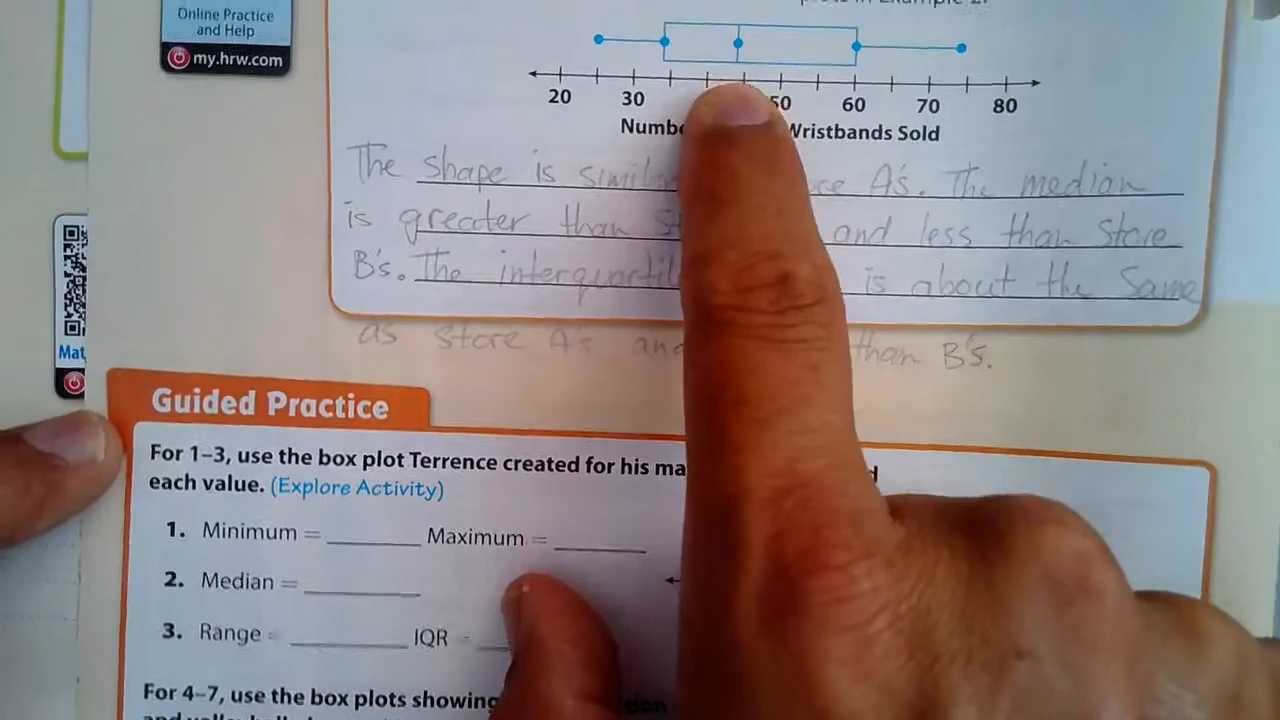 Online Practice
and Help
my.hrw.com
20 30 60 70 80
Wristbands Sold
The shape is A's. The median
is greater than and less than Store
B's. The is about the Same
as store A's than B's.
Mat
Guided Practice
For 1–3, use the box plot Terrence created for his
each value. (Explore Activity)
1. Minimum = Maximum =
2. Median =
3. Range = IQR
For 4–7, use the box plots showing